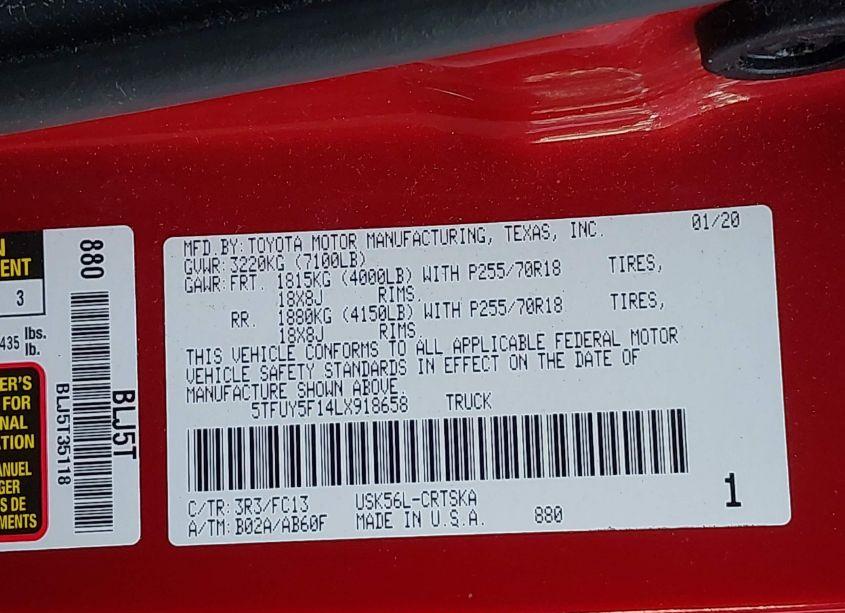 MFD.BY:TOYOTA MOTOR MANUFACTURING, TEXAS, INC. 01/20
GVWR:3220KG (7100LB)
GAWR:FRT. 1815KG (4000LB) WITH P255/70R18 TIRES,
18X8J RIMS.
RR. 1880KG (4150LB) WITH P255/70R18 TIRES,
18X8J RIMS.
THIS VEHICLE CONFORMS TO ALL APPLICABLE FEDERAL MOTOR
VEHICLE SAFETY STANDARDS IN EFFECT ON THE DATE OF
MANUFACTURE SHOWN ABOVE.
5TFUY5F14LX918658 TRUCK
C/TR: 3R3/FC13 USK56L-CRTSKA
A/TM: B02A/AB60F MADE IN U.S.A. 880
1
880
BLJ5T35118
BLJ5T
3
435 lbs.
lb.
FOR